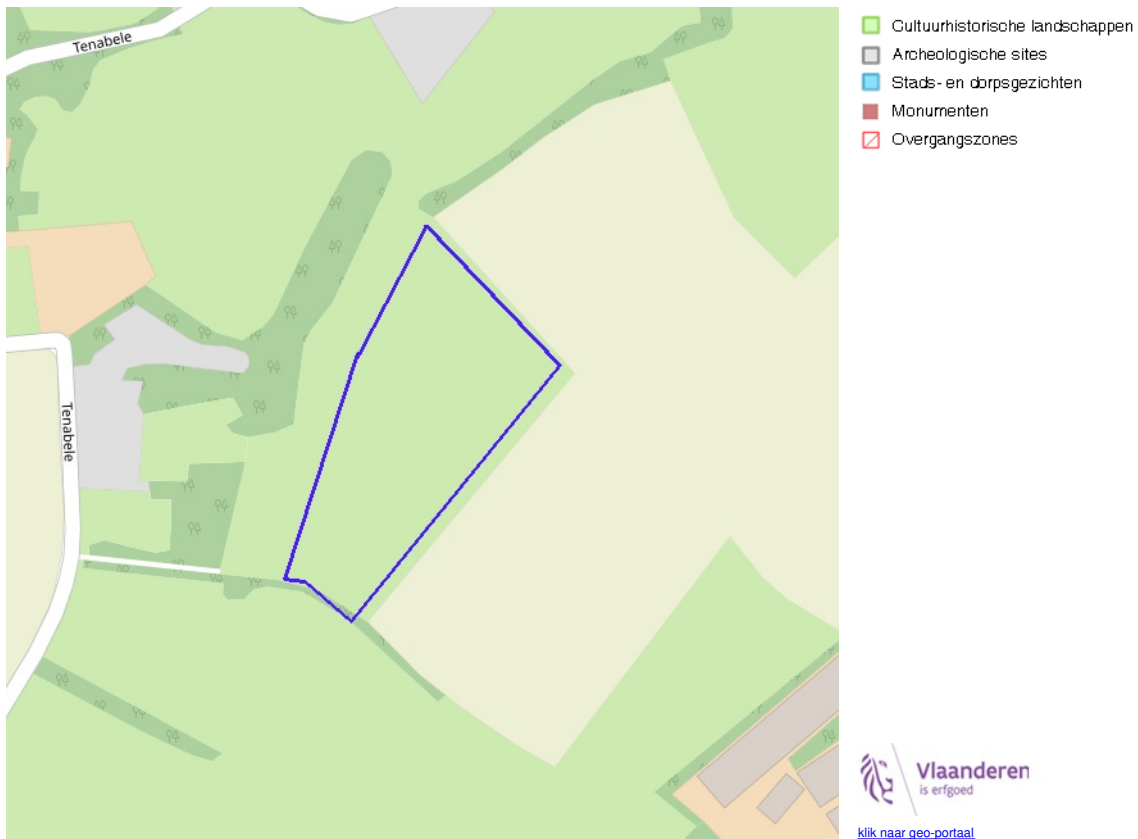 Tenabele
Tenabele
Cultuurhistorische landschappen
Archeologische sites
Stads- en dorpsgezichten
Monumenten
Overgangszones
Vlaanderen
is erfgoed
klik naar geo-portaal